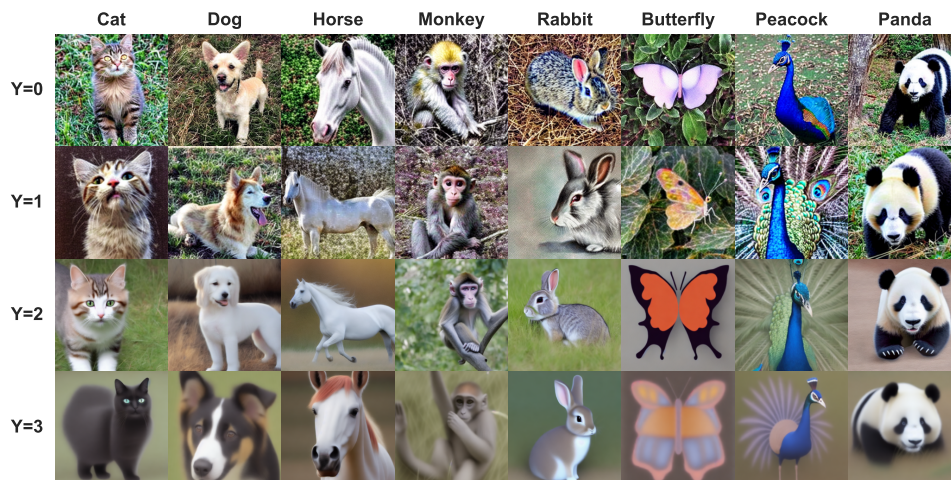 Cat Dog Horse Monkey Rabbit Butterfly Peacock Panda
Y=0
Y=1
Y=2
Y=3